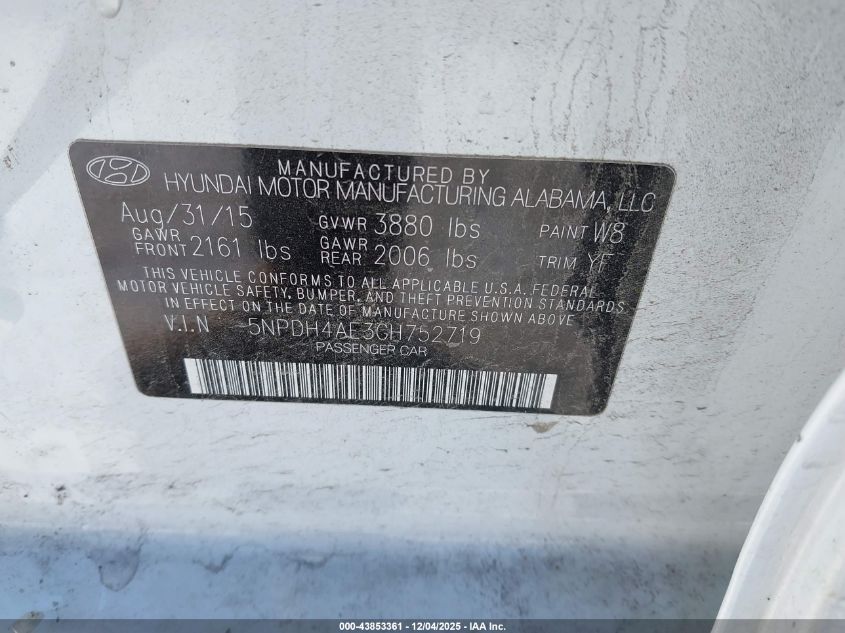 MANUFACTURED BY
HYUNDAI MOTOR MANUFACTURING ALABAMA, LLC
Aug/31/15 GVWR 3880 lbs PAINT W8
GAWR FRONT 2161 lbs GAWR REAR 2006 lbs TRIM YF
THIS VEHICLE CONFORMS TO ALL APPLICABLE U.S.A. FEDERAL
MOTOR VEHICLE SAFETY, BUMPER, AND THEFT PREVENTION STANDARDS
IN EFFECT ON THE DATE OF MANUFACTURE SHOWN ABOVE.
V.I.N 5NPDH4AE3GH752719
PASSENGER CAR
000-43853361 - 12/04/2025 - IAA Inc.